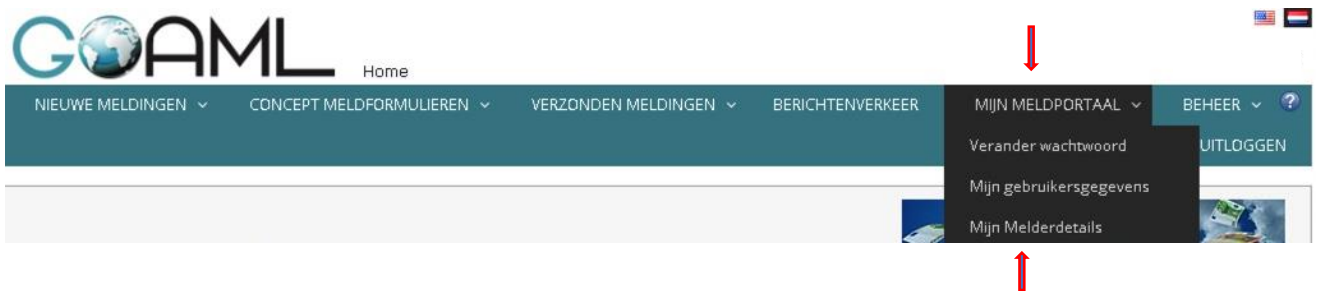 GOAML
Home
NIEUWE MELDINGEN CONCEPT MELDFORMULIEREN VERZONDEN MELDINGEN BERICHTENVERKEER MIJN MELDPORTAAL BEHEER ?
Verander wachtwoord UITLOGGEN
Mijn gebruikersgegevens
Mijn Melderdetails